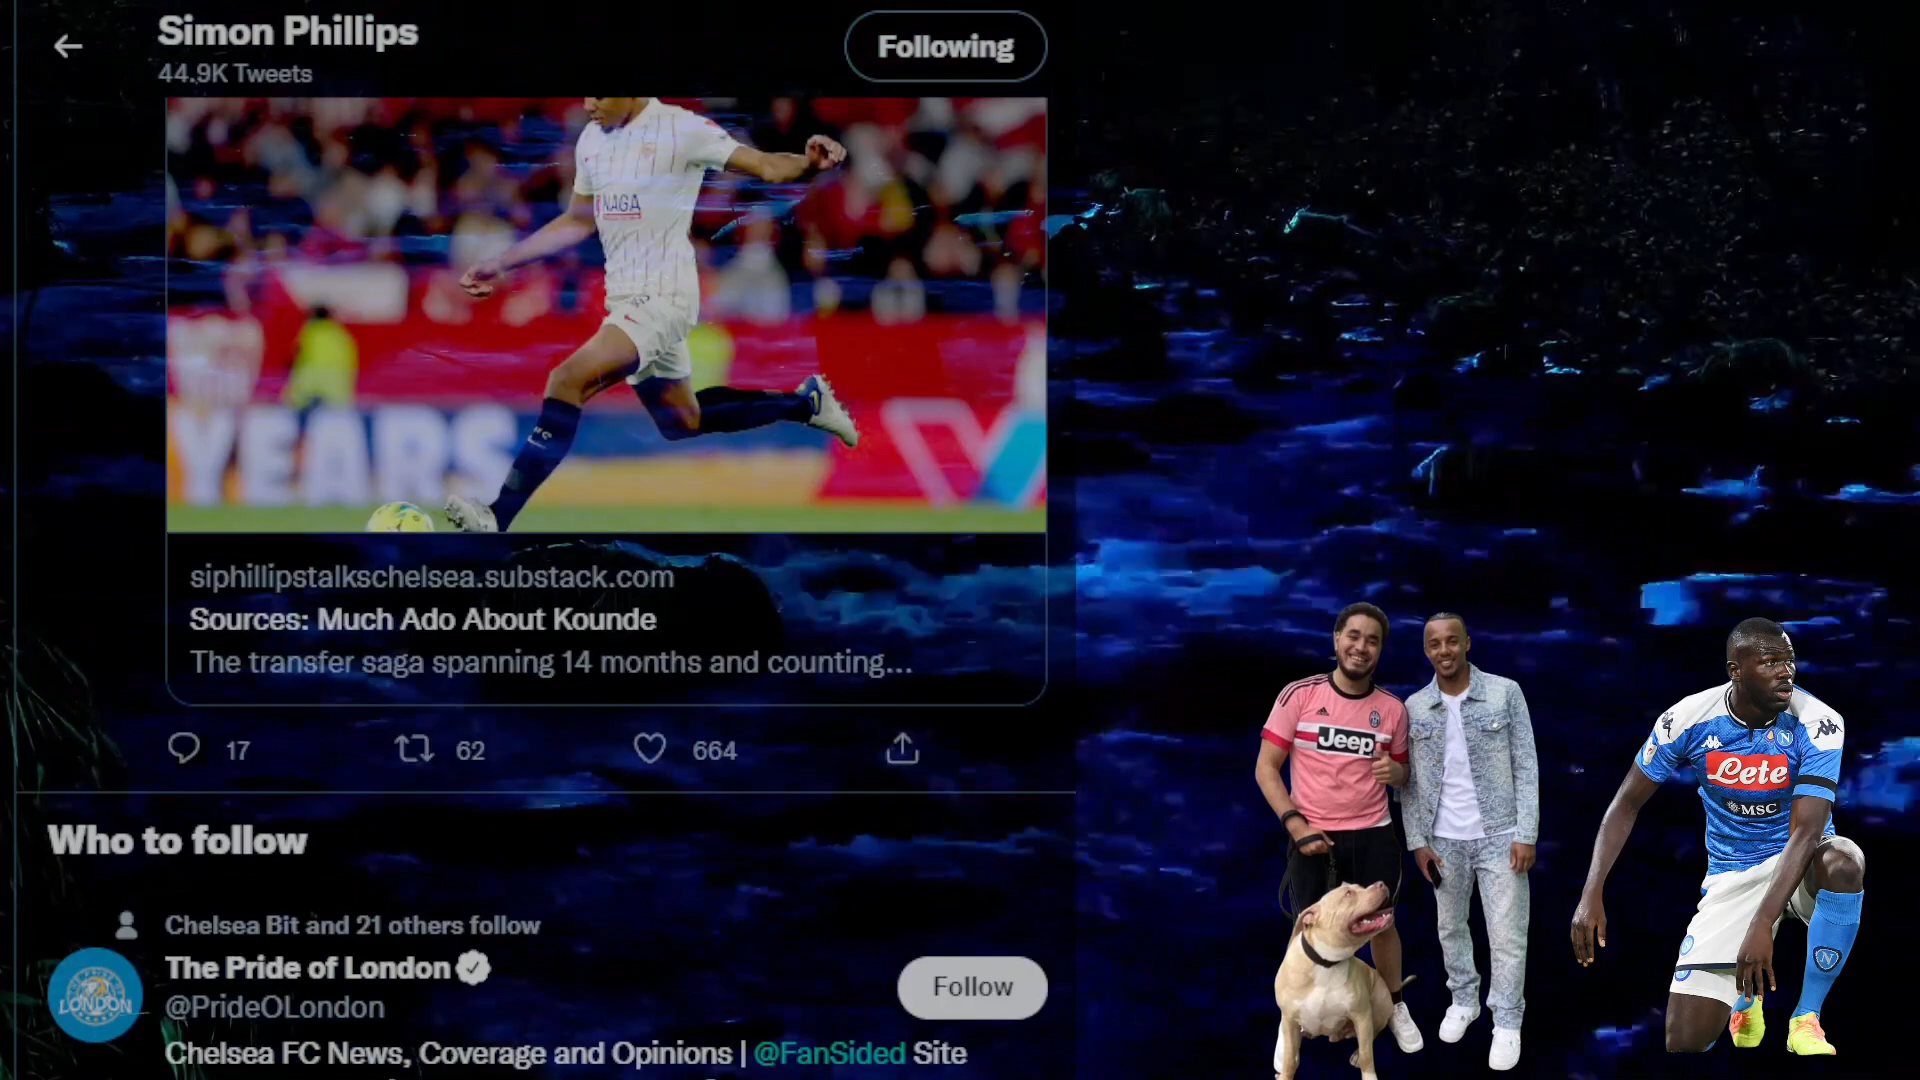 Simon Phillips
44.9K Tweets
Following
NAGA
YEARS
siphillipstalkschelsea.substack.com
Sources: Much Ado About Kounde
The transfer saga spanning 14 months and counting...
17
62
664
Who to follow
Chelsea Bit and 21 others follow
The Pride of London
@PrideOLondon
Follow
LONDON
Chelsea FC News, Coverage and Opinions | @FanSided Site
Jeep
Lete
MSC
N
N